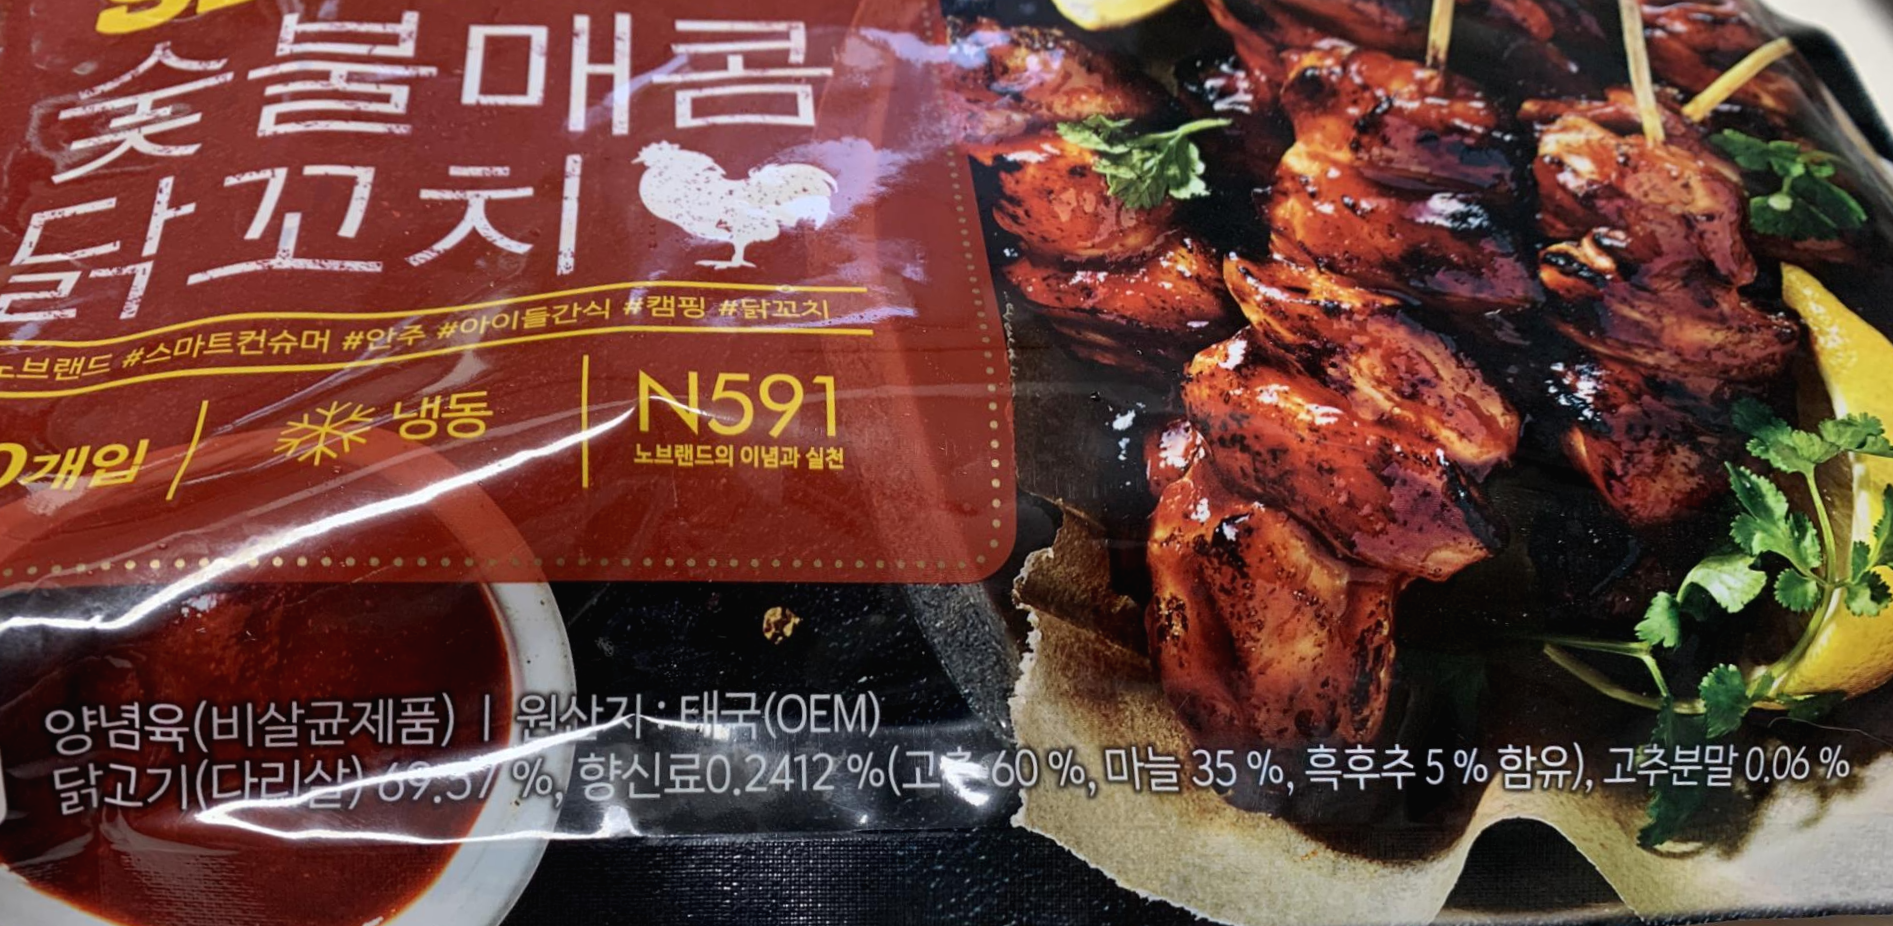 숯불매콤
닭꼬치
노브랜드 #스마트컨슈머 #안주 #아이들간식 #캠핑 #닭꼬치
0개입
냉동
N591
노브랜드의 이념과 실천
양념육(비살균제품) | 원산지 : 태국(OEM)
닭고기(다리살) 69.57 %, 향신료0.2412 %(고추 60 %, 마늘 35 %, 흑후추 5 % 함유), 고추분말 0.06 %